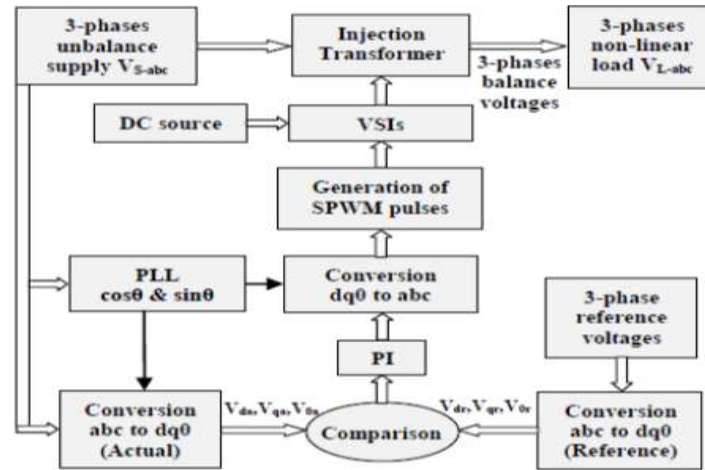 3-phases
unbalance
supply V_S-abc
Injection
Transformer
3-phases
non-linear
load V_L-abc
3-phases
balance
voltages
DC source
VSIs
Generation of
SPWM pulses
PLL
cosθ & sinθ
Conversion
dq0 to abc
3-phase
reference
voltages
PI
Conversion
abc to dq0
(Actual)
Vda,Vqa,V0a
Comparison
Vdr,Vqr,V0r
Conversion
abc to dq0
(Reference)